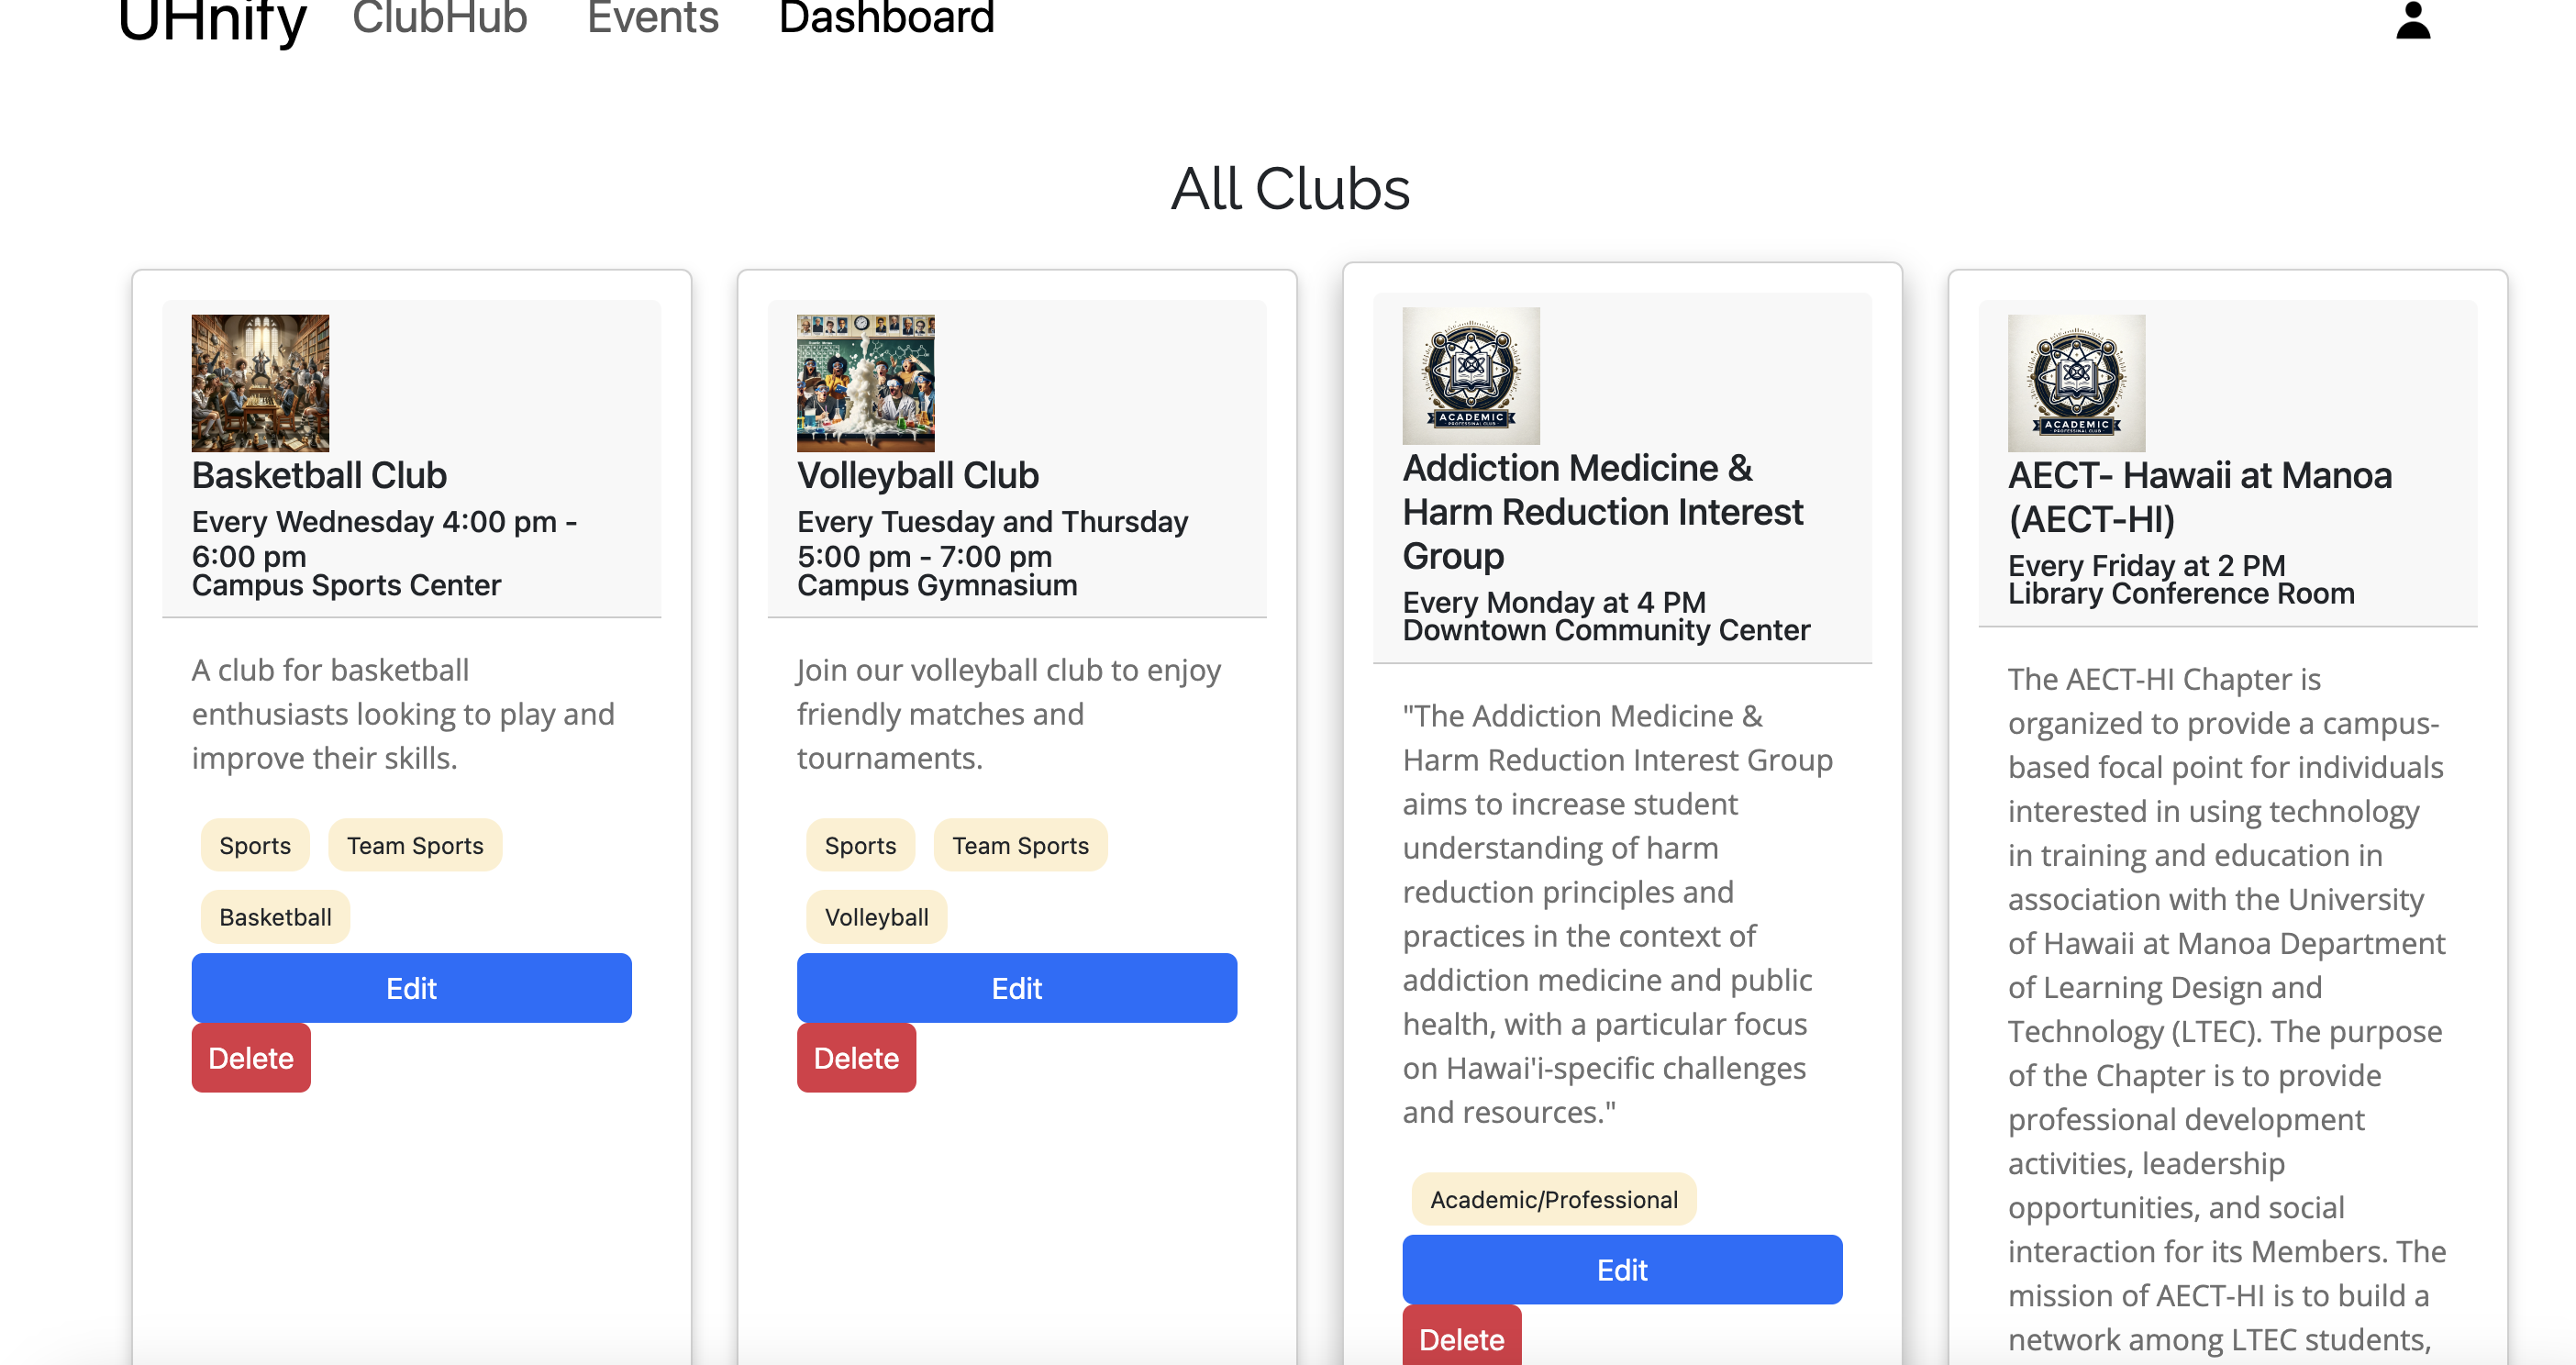 UHnify ClubHub Events Dashboard
All Clubs
Basketball Club
Every Wednesday 4:00 pm -
6:00 pm
Campus Sports Center
A club for basketball
enthusiasts looking to play and
improve their skills.
Sports Team Sports
Basketball
Edit
Delete
Volleyball Club
Every Tuesday and Thursday
5:00 pm - 7:00 pm
Campus Gymnasium
Join our volleyball club to enjoy
friendly matches and
tournaments.
Sports Team Sports
Volleyball
Edit
Delete
ACADEMIC
Addiction Medicine &
Harm Reduction Interest
Group
Every Monday at 4 PM
Downtown Community Center
"The Addiction Medicine &
Harm Reduction Interest Group
aims to increase student
understanding of harm
reduction principles and
practices in the context of
addiction medicine and public
health, with a particular focus
on Hawai'i-specific challenges
and resources."
Academic/Professional
Edit
Delete
ACADEMIC
AECT- Hawaii at Manoa
(AECT-HI)
Every Friday at 2 PM
Library Conference Room
The AECT-HI Chapter is
organized to provide a campus-
based focal point for individuals
interested in using technology
in training and education in
association with the University
of Hawaii at Manoa Department
of Learning Design and
Technology (LTEC). The purpose
of the Chapter is to provide
professional development
activities, leadership
opportunities, and social
interaction for its Members. The
mission of AECT-HI is to build a
network among LTEC students,